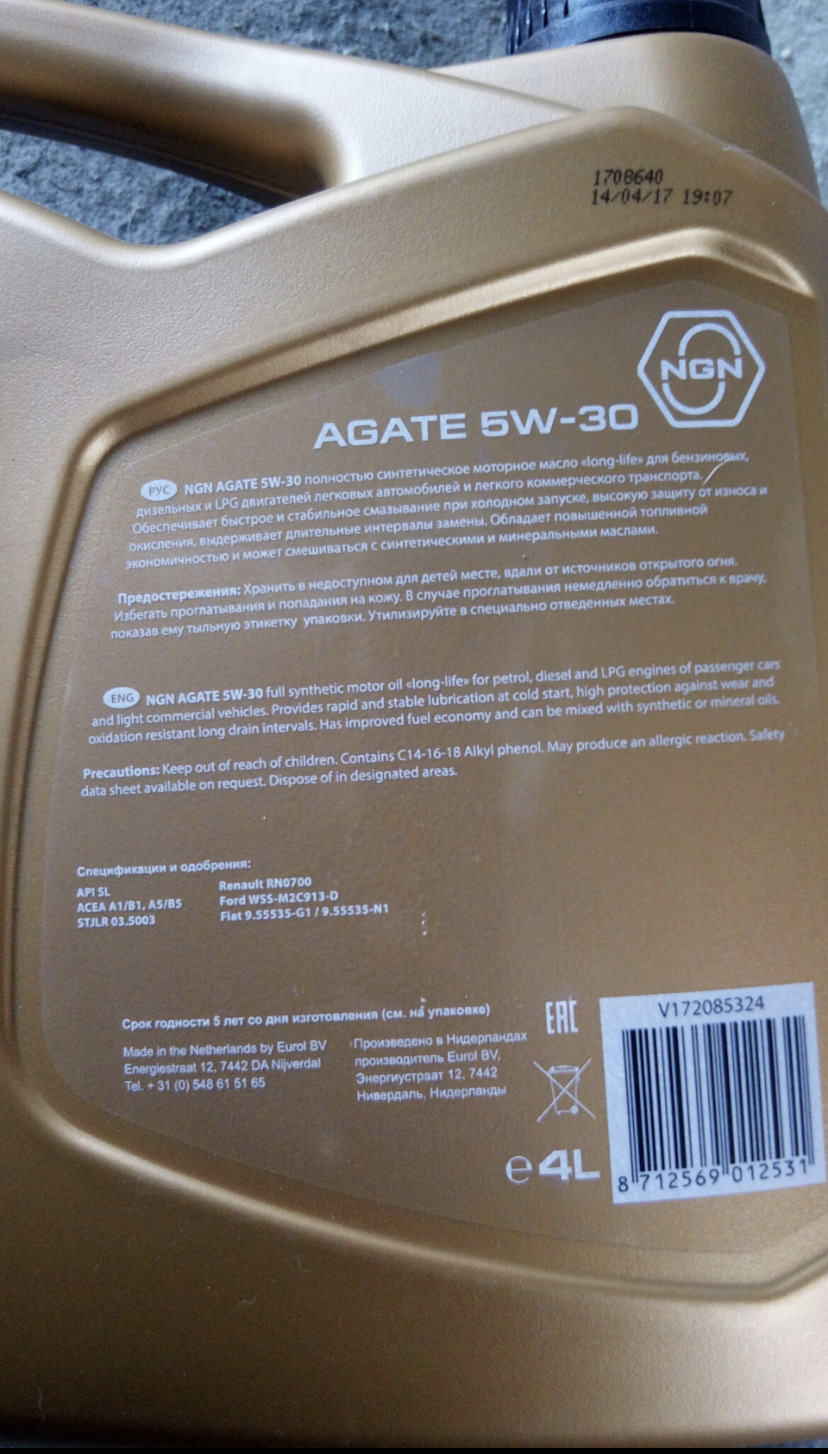 1708640
14/04/17 19:07
NGN
AGATE 5W-30
РУС NGN AGATE 5W-30 полностью синтетическое моторное масло «long-life» для бензиновых,
дизельных и LPG двигателей легковых автомобилей и легкого коммерческого транспорта.
Обеспечивает быстрое и стабильное смазывание при холодном запуске, высокую защиту от износа и
окисления, выдерживает длительные интервалы замены. Обладает повышенной топливной
экономичностью и может смешиваться с синтетическими и минеральными маслами.
Предостережения: Хранить в недоступном для детей месте, вдали от источников открытого огня.
Избегать проглатывания и попадания на кожу. В случае проглатывания немедленно обратиться к врачу,
показав ему тыльную этикетку упаковки. Утилизируйте в специально отведенных местах.
ENG NGN AGATE 5W-30 full synthetic motor oil «long-life» for petrol, diesel and LPG engines of passenger cars
and light commercial vehicles. Provides rapid and stable lubrication at cold start, high protection against wear and
oxidation resistant long drain intervals. Has improved fuel economy and can be mixed with synthetic or mineral oils.
Precautions: Keep out of reach of children. Contains C14-16-18 Alkyl phenol. May produce an allergic reaction. Safety
data sheet available on request. Dispose of in designated areas.
Спецификации и одобрения:
API SL
ACEA A1/B1, A5/B5
STJLR 03.5003
Renault RN0700
Ford WSS-M2C913-D
Fiat 9.55535-G1 / 9.55535-N1
Срок годности 5 лет со дня изготовления (см. на упаковке)
Made in the Netherlands by Eurol BV
Energiestraat 12, 7442 DA Nijverdal
Tel. + 31 (0) 548 61 51 65
Произведено в Нидерландах
производитель Eurol BV,
Энергиустраат 12, 7442
Нивердаль, Нидерланды
EAC
e 4L
V172085324
8 712569 012531